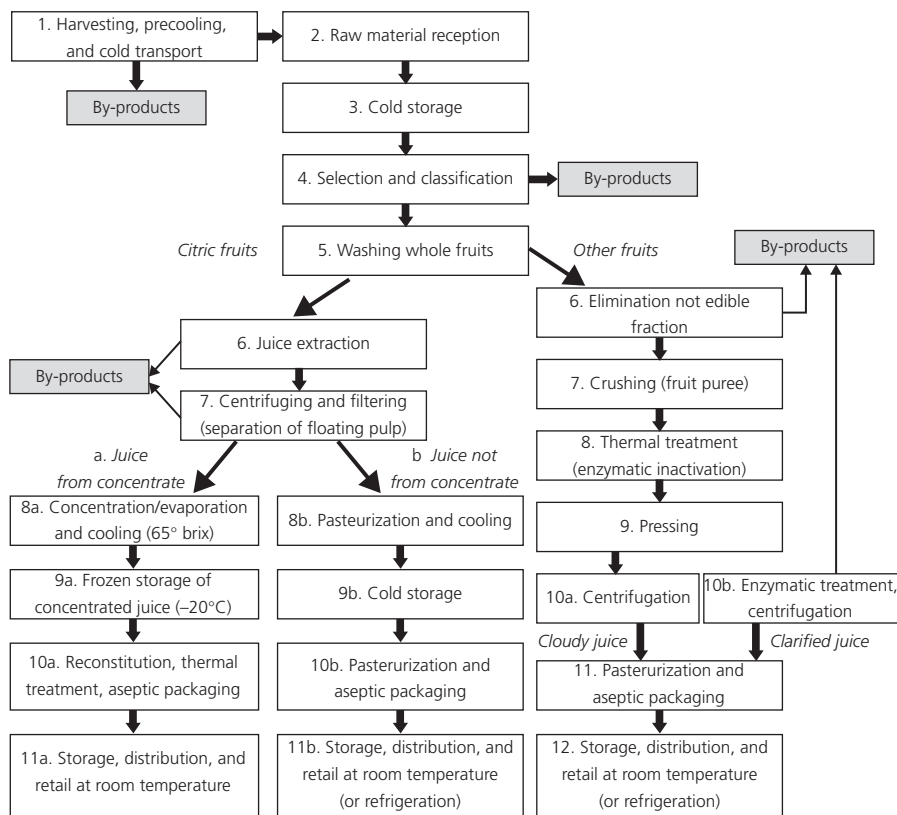 1. Harvesting, precooling,
and cold transport
2. Raw material reception
By-products
3. Cold storage
4. Selection and classification
By-products
Citric fruits
5. Washing whole fruits
Other fruits
By-products
6. Elimination not edible
fraction
6. Juice extraction
By-products
7. Crushing (fruit puree)
7. Centrifuging and filtering
(separation of floating pulp)
8. Thermal treatment
(enzymatic inactivation)
a. Juice
from concentrate
b Juice not
from concentrate
8a. Concentration/evaporation
and cooling (65° brix)
8b. Pasteurization and cooling
9. Pressing
9a. Frozen storage of
concentrated juice (–20°C)
9b. Cold storage
10a. Centrifugation
10b. Enzymatic treatment,
centrifugation
Cloudy juice
Clarified juice
10a. Reconstitution, thermal
treatment, aseptic packaging
10b. Pasterurization and
aseptic packaging
11. Pasterurization and
aseptic packaging
11a. Storage, distribution, and
retail at room temperature
11b. Storage, distribution, and
retail at room temperature
(or refrigeration)
12. Storage, distribution, and
retail at room temperature
(or refrigeration)